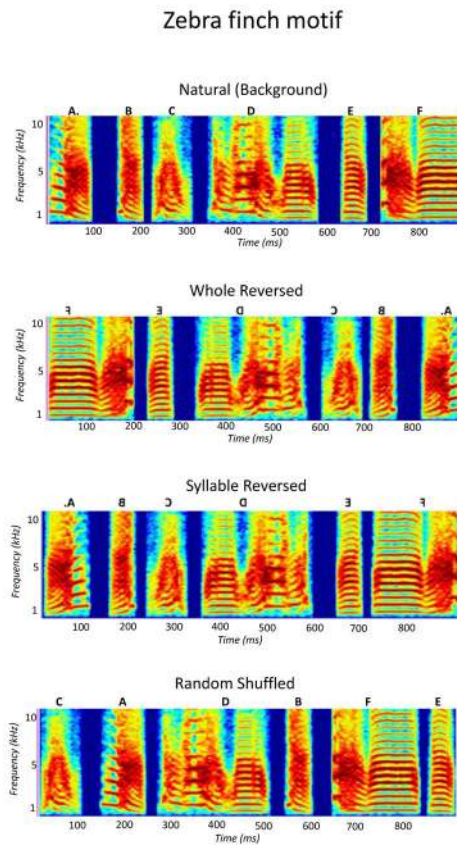 Zebra finch motif
Natural (Background)
A. B C D E F
Frequency (kHz)
10
5
1
100 200 300 400 500 600 700 800
Time (ms)
Whole Reversed
F E D C B A.
Frequency (kHz)
10
5
1
100 200 300 400 500 600 700 800
Time (ms)
Syllable Reversed
A. B C D E F
Frequency (kHz)
10
5
1
100 200 300 400 500 600 700 800
Time (ms)
Random Shuffled
C A D B F E
Frequency (kHz)
10
5
1
100 200 300 400 500 600 700 800
Time (ms)